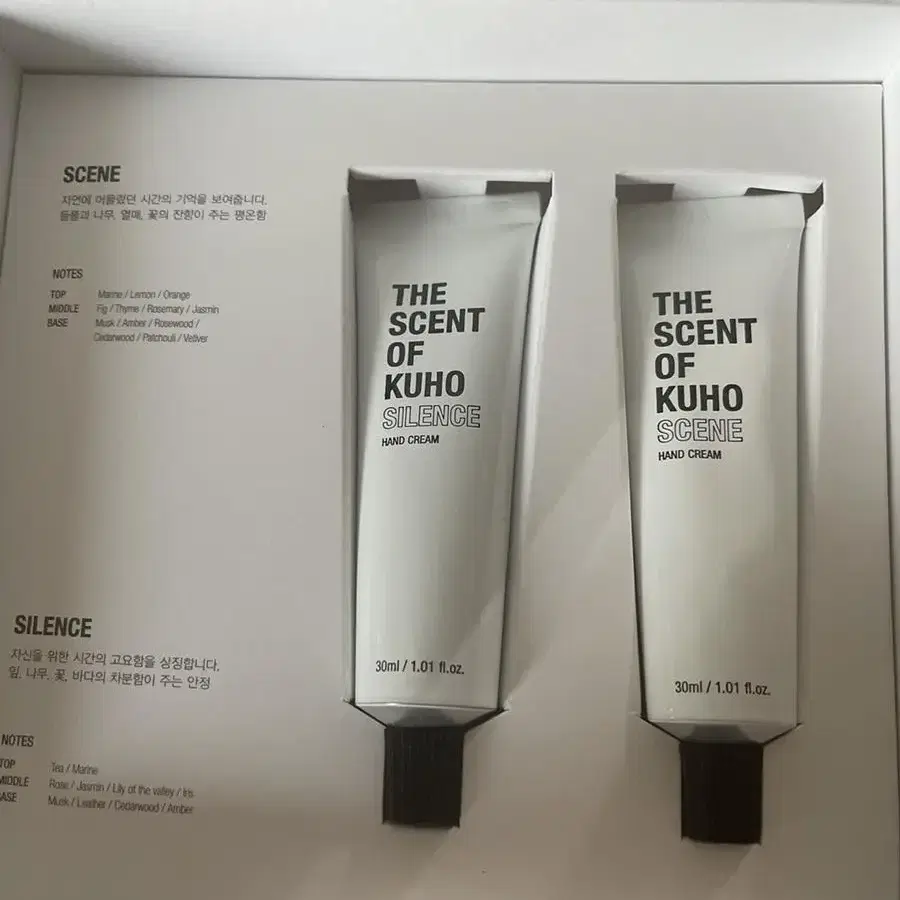 SCENE
자연에 머물렀던 시간의 기억을 보여줍니다.
들풀과 나무, 열매, 꽃의 잔향이 주는 평온함
NOTES
TOP Marine / Lemon / Orange
MIDDLE Fig / Thyme / Rosemary / Jasmin
BASE Musk / Amber / Rosewood /
Cedarwood / Patchouli / Vetiver
SILENCE
자신을 위한 시간의 고요함을 상징합니다.
잎, 나무, 꽃, 바다의 차분함이 주는 안정
NOTES
TOP Tea / Marine
MIDDLE Rose / Jasmin / Lily of the valley / Iris
BASE Musk / Leather / Cedarwood / Amber
THE
SCENT
OF
KUHO
SILENCE
HAND CREAM
30ml / 1.01 fl.oz.
THE
SCENT
OF
KUHO
SCENE
HAND CREAM
30ml / 1.01 fl.oz.